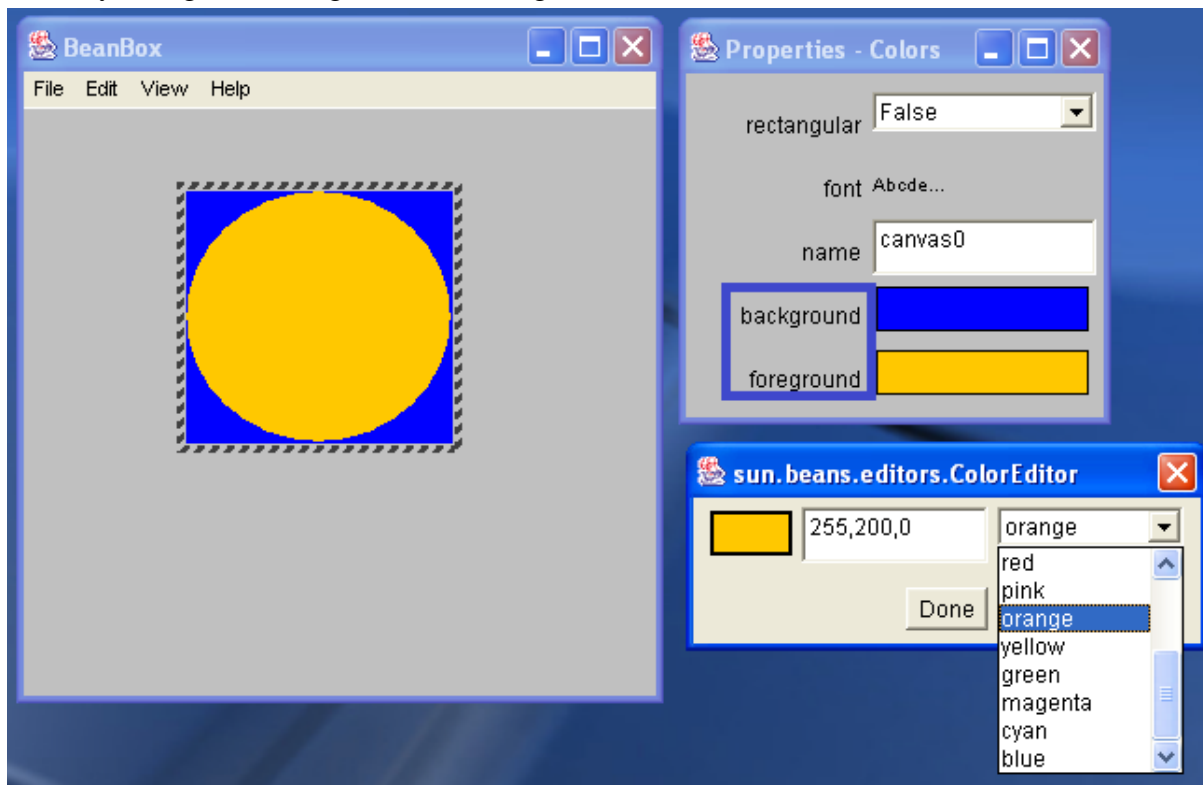 BeanBox
File Edit View Help
Properties - Colors
rectangular False
font Abcde...
name canvas0
background
foreground
sun.beans.editors.ColorEditor
255,200,0 orange
red
pink
Done orange
yellow
green
magenta
cyan
blue